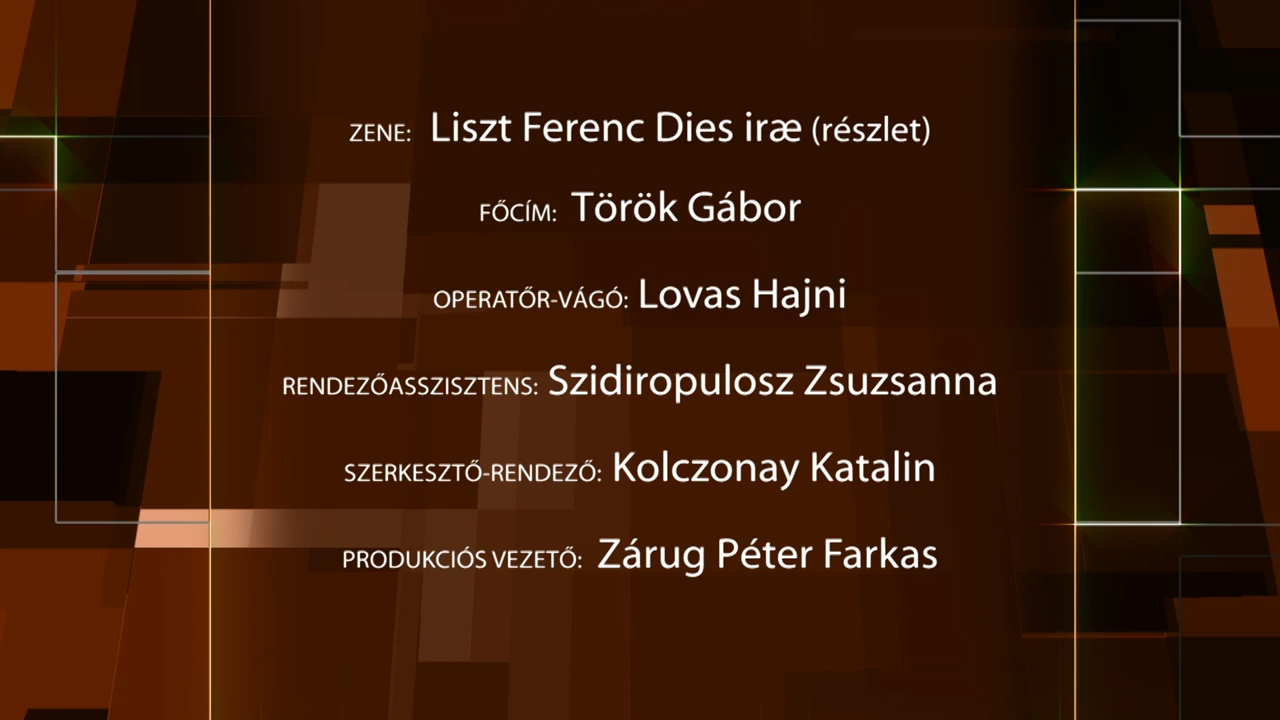 ZENE: Liszt Ferenc Dies iræ (részlet)
FŐCÍM: Török Gábor
OPERATŐR-VÁGÓ: Lovas Hajni
RENDEZŐASSZISZTENS: Szidiropulosz Zsuzsanna
SZERKESZTŐ-RENDEZŐ: Kolczonay Katalin
PRODUKCIÓS VEZETŐ: Zárug Péter Farkas